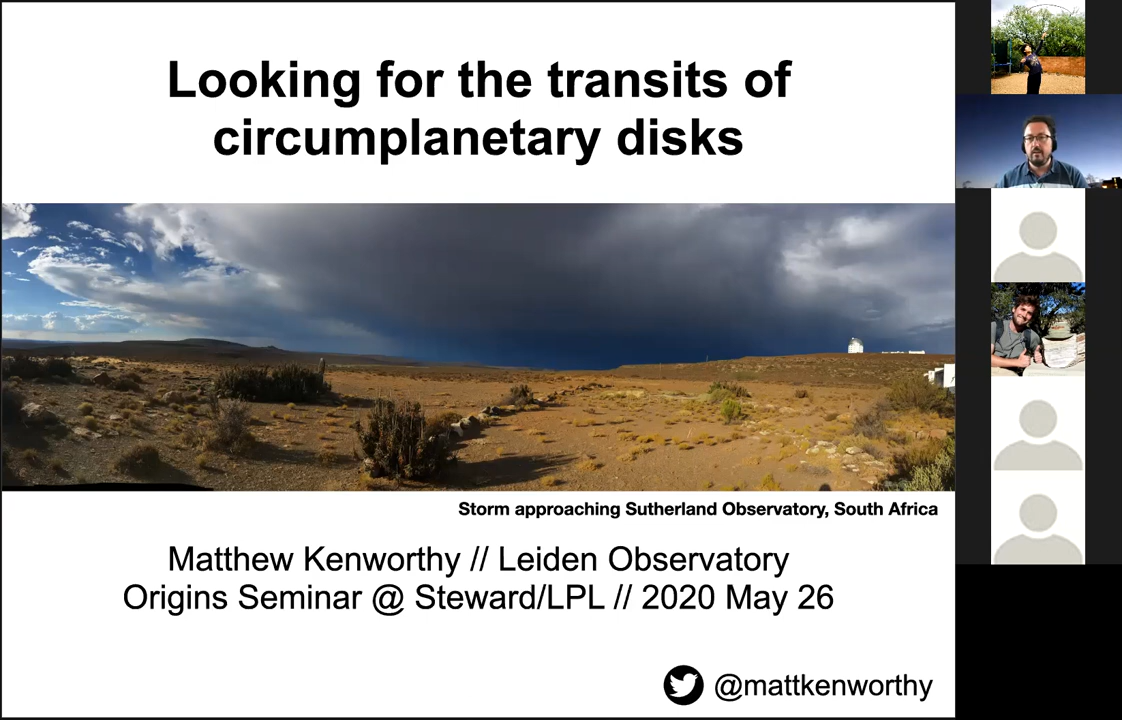 Looking for the transits of
circumplanetary disks
Storm approaching Sutherland Observatory, South Africa
Matthew Kenworthy // Leiden Observatory
Origins Seminar @ Steward/LPL // 2020 May 26
@mattkenworthy